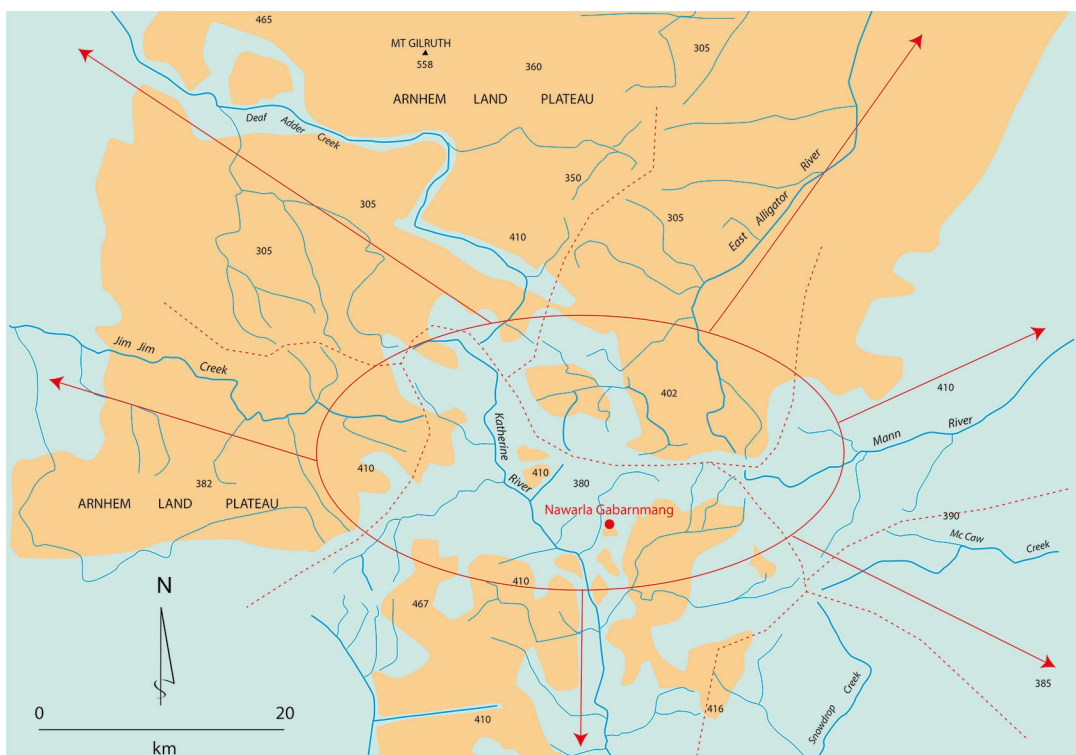 465
MT GILRUTH
558
360
305
ARNHEM LAND PLATEAU
Deaf Adder Creek
350
305
305
East Alligator River
305
410
Jim Jim Creek
402
410
Katherine River
Mann River
410
410
380
382
ARNHEM LAND PLATEAU
Nawarla Gabarnmang
390
Mc Caw Creek
N
410
467
385
416
Snowdrop Creek
410
0 20
km